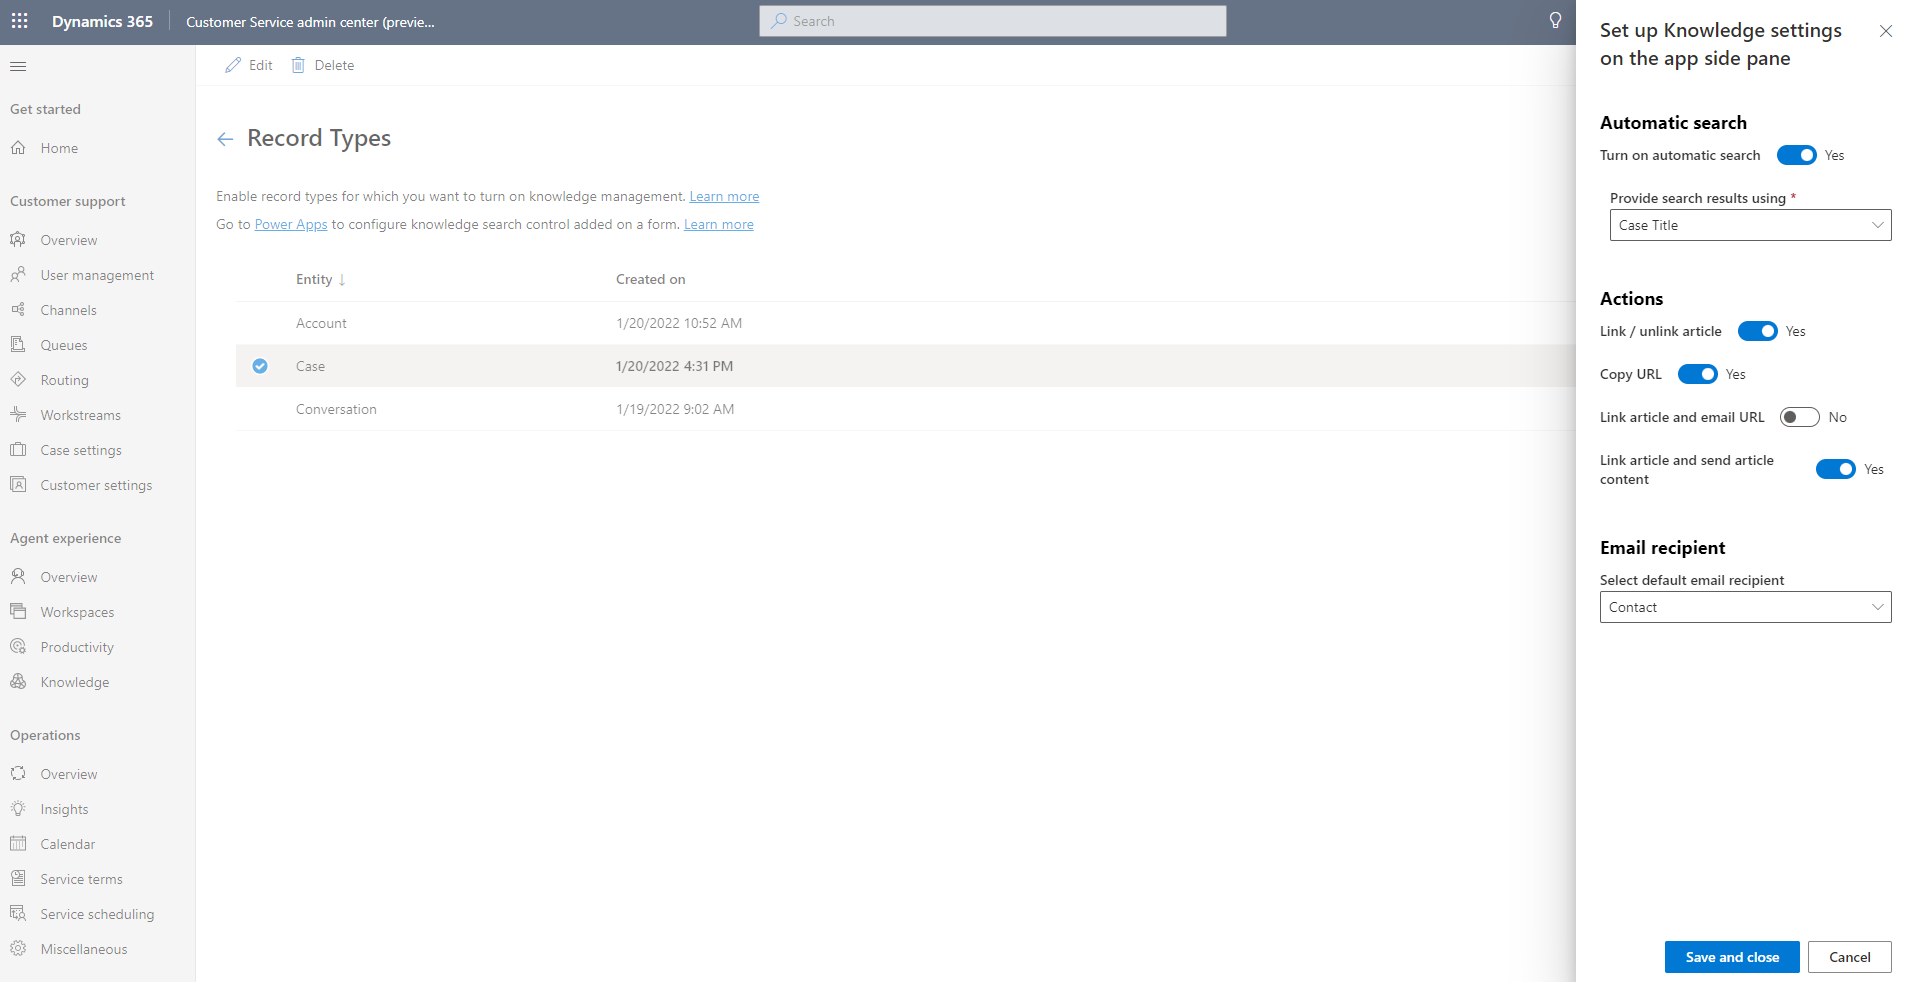 Dynamics 365
Customer Service admin center (previe...
Search
Edit
Delete
Get started
Home
Customer support
Overview
User management
Channels
Queues
Routing
Workstreams
Case settings
Customer settings
Agent experience
Overview
Workspaces
Productivity
Knowledge
Operations
Overview
Insights
Calendar
Service terms
Service scheduling
Miscellaneous
Record Types
Enable record types for which you want to turn on knowledge management. Learn more
Go to Power Apps to configure knowledge search control added on a form. Learn more
Entity ↓ Created on
Account 1/20/2022 10:52 AM
Case 1/20/2022 4:31 PM
Conversation 1/19/2022 9:02 AM
Set up Knowledge settings
on the app side pane
Automatic search
Turn on automatic search Yes
Provide search results using *
Case Title
Actions
Link / unlink article Yes
Copy URL Yes
Link article and email URL No
Link article and send article
content Yes
Email recipient
Select default email recipient
Contact
Save and close
Cancel